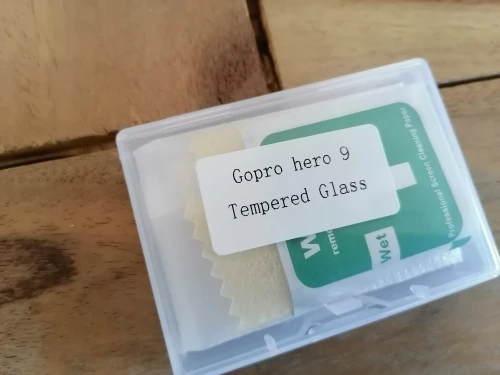 Gopro hero 9
Tempered Glass
Wet
Professional Screen Cleaning Paper